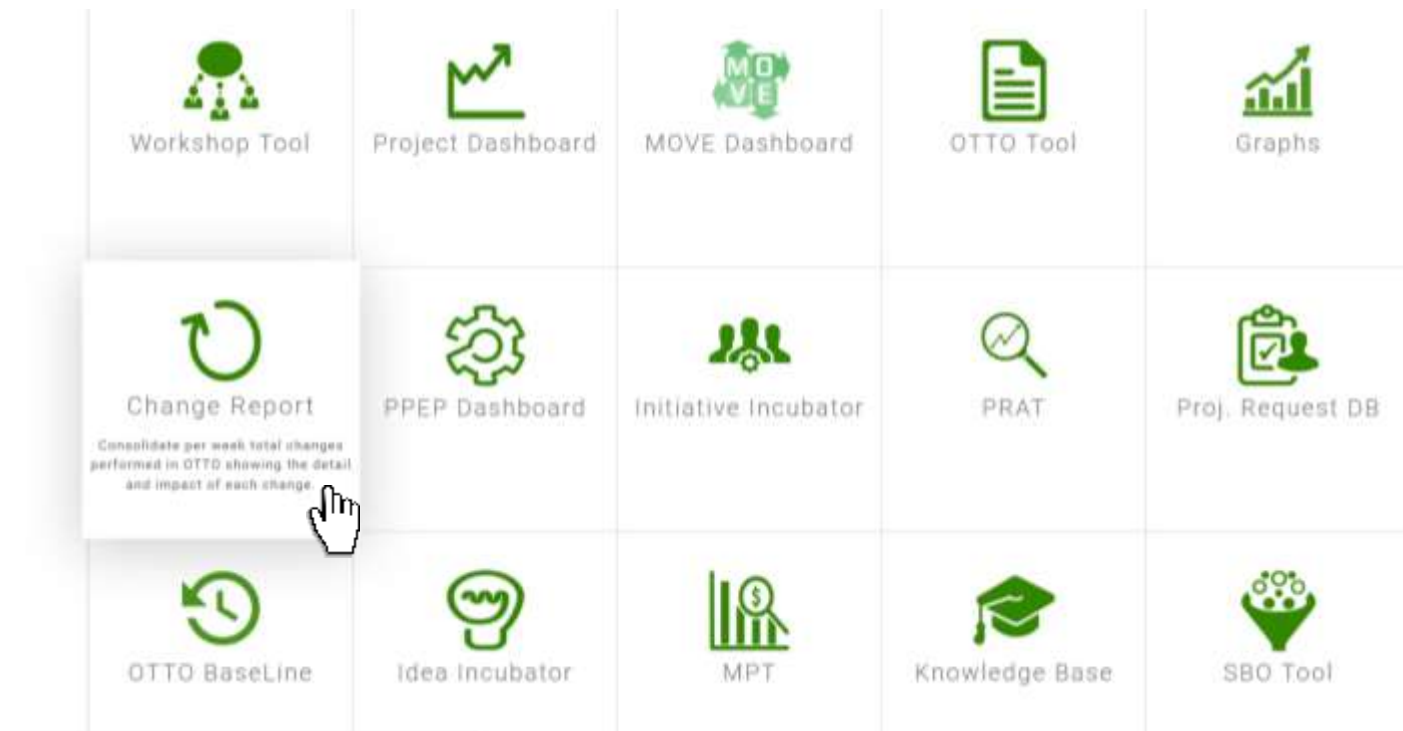 MO
VE
Workshop Tool
Project Dashboard
MOVE Dashboard
OTTO Tool
Graphs
Change Report
Consolidate per week total changes
performed in OTTO showing the detail
and impact of each change.
PPEP Dashboard
Initiative Incubator
PRAT
Proj. Request DB
$
OTTO BaseLine
Idea Incubator
MPT
Knowledge Base
SBO Tool